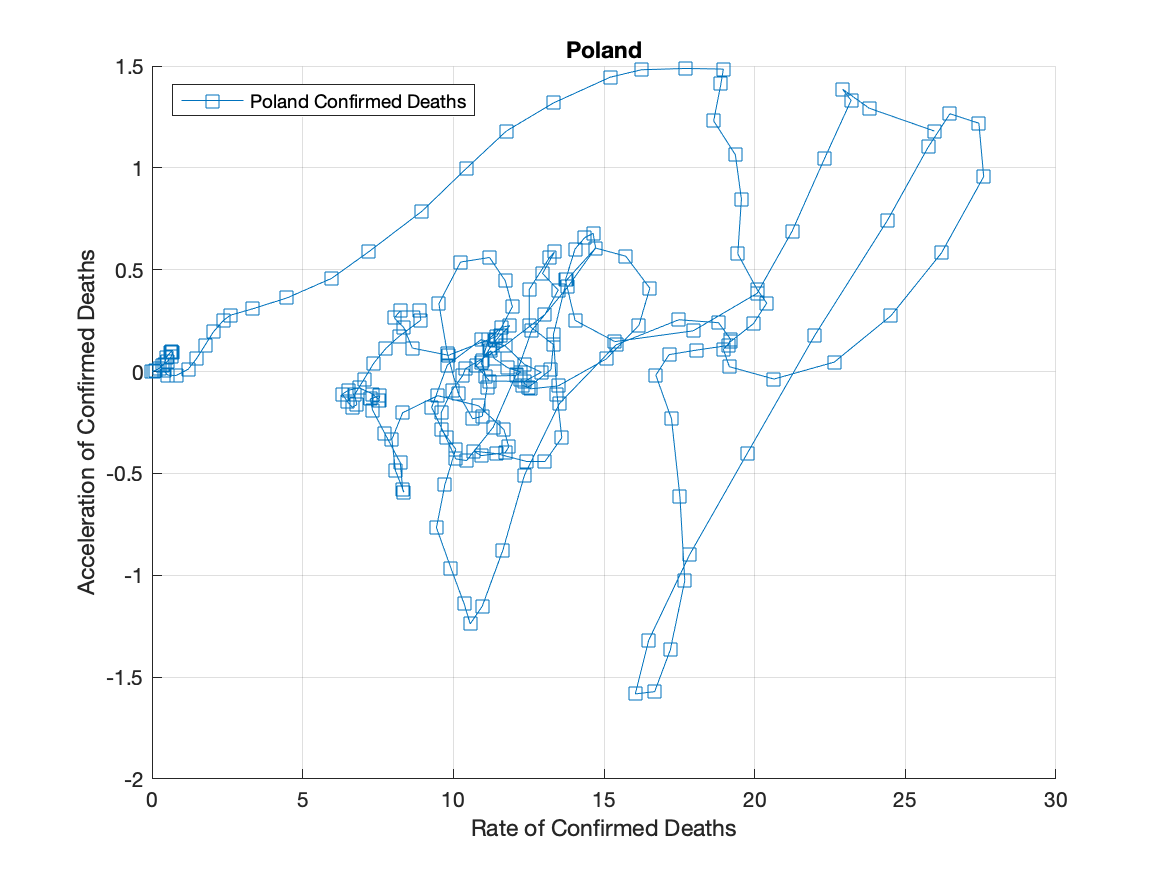 Poland
1.5
Poland Confirmed Deaths
1
0.5
0
-0.5
-1
-1.5
-2
Acceleration of Confirmed Deaths
0 5 10 15 20 25 30
Rate of Confirmed Deaths